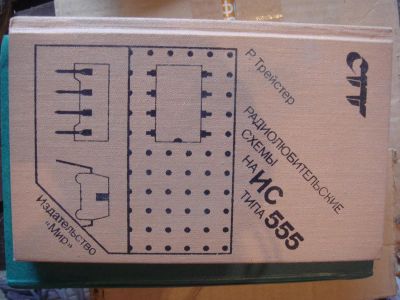 Р. Трейстер
РАДИОЛЮБИТЕЛЬСКИЕ
СХЕМЫ
НА ИС
ТИПА 555
Издательство
«Мир»